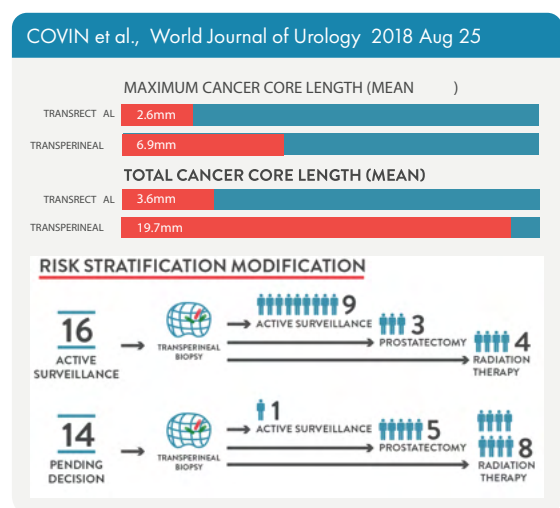 COVIN et al., World Journal of Urology 2018 Aug 25
MAXIMUM CANCER CORE LENGTH (MEAN )
TRANSRECT AL 2.6mm
TRANSPERINEAL 6.9mm
TOTAL CANCER CORE LENGTH (MEAN)
TRANSRECT AL 3.6mm
TRANSPERINEAL 19.7mm
RISK STRATIFICATION MODIFICATION
16
ACTIVE
SURVEILLANCE
TRANSPERINEAL
BIOPSY
9
ACTIVE SURVEILLANCE
3
PROSTATECTOMY
4
RADIATION
THERAPY
14
PENDING
DECISION
TRANSPERINEAL
BIOPSY
1
ACTIVE SURVEILLANCE
5
PROSTATECTOMY
8
RADIATION
THERAPY